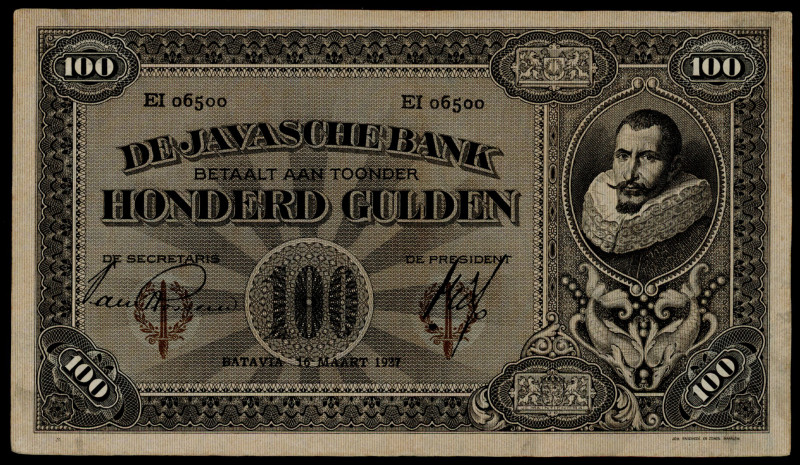 100 100
EI 06500 EI 06500
DE JAVASCHE BANK
BETAALT AAN TOONDER
HONDERD GULDEN
DE SECRETARIS DE PRESIDENT
100
BATAVIA 16 MAART 1927
100 100